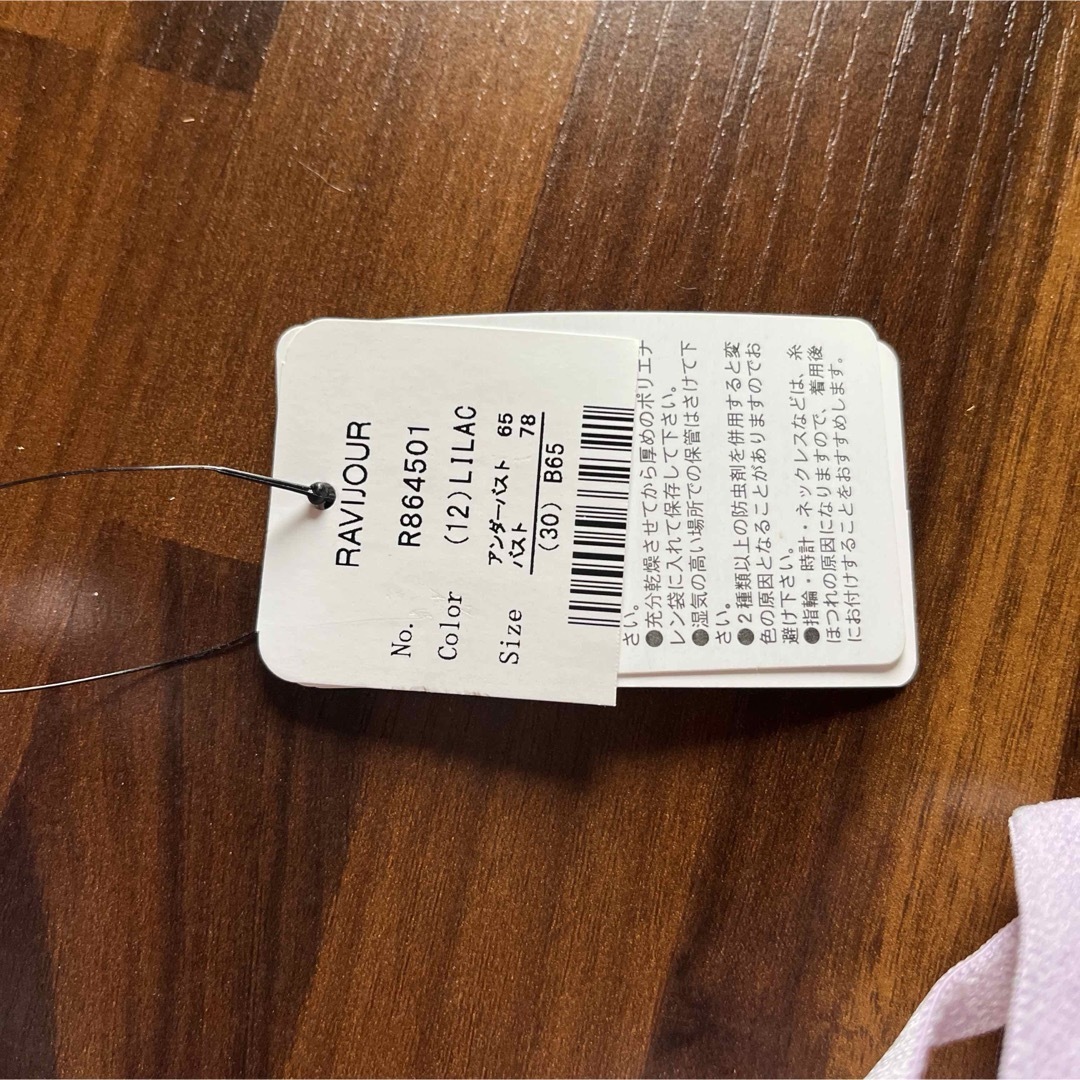 RAVIJOUR
No. R864501
Color (12)LILAC
Size アンダーバスト 65
バスト 78
(30) B65
さい。
●充分乾燥させてから厚めのポリエチ
レン袋に入れて保存して下さい。
●湿気の高い場所での保管はさけて下
さい。
●2種類以上の防虫剤を併用すると変
色の原因となることがありますのでお
避け下さい。
●指輪・時計・ネックレスなどは、糸
ほつれの原因になりますので、着用後
にお付けすることをおすすめします。